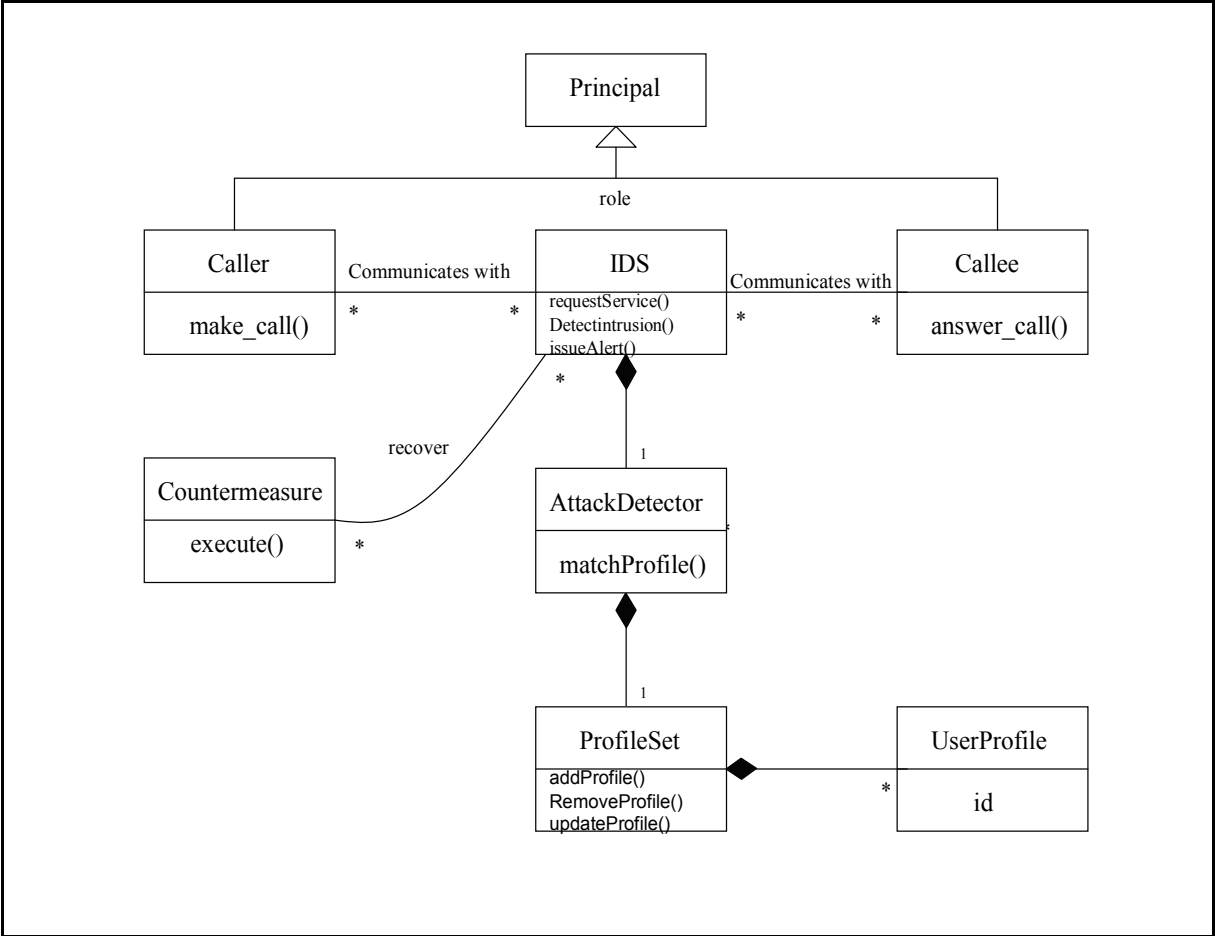 Principal
role
Caller
make_call()
Communicates with
*
*
IDS
requestService()
Detectintrusion()
issueAlert()
Communicates with
*
*
Callee
answer_call()
*
recover
*
Countermeasure
execute()
1
AttackDetector
*
matchProfile()
1
ProfileSet
addProfile()
RemoveProfile()
updateProfile()
*
UserProfile
id